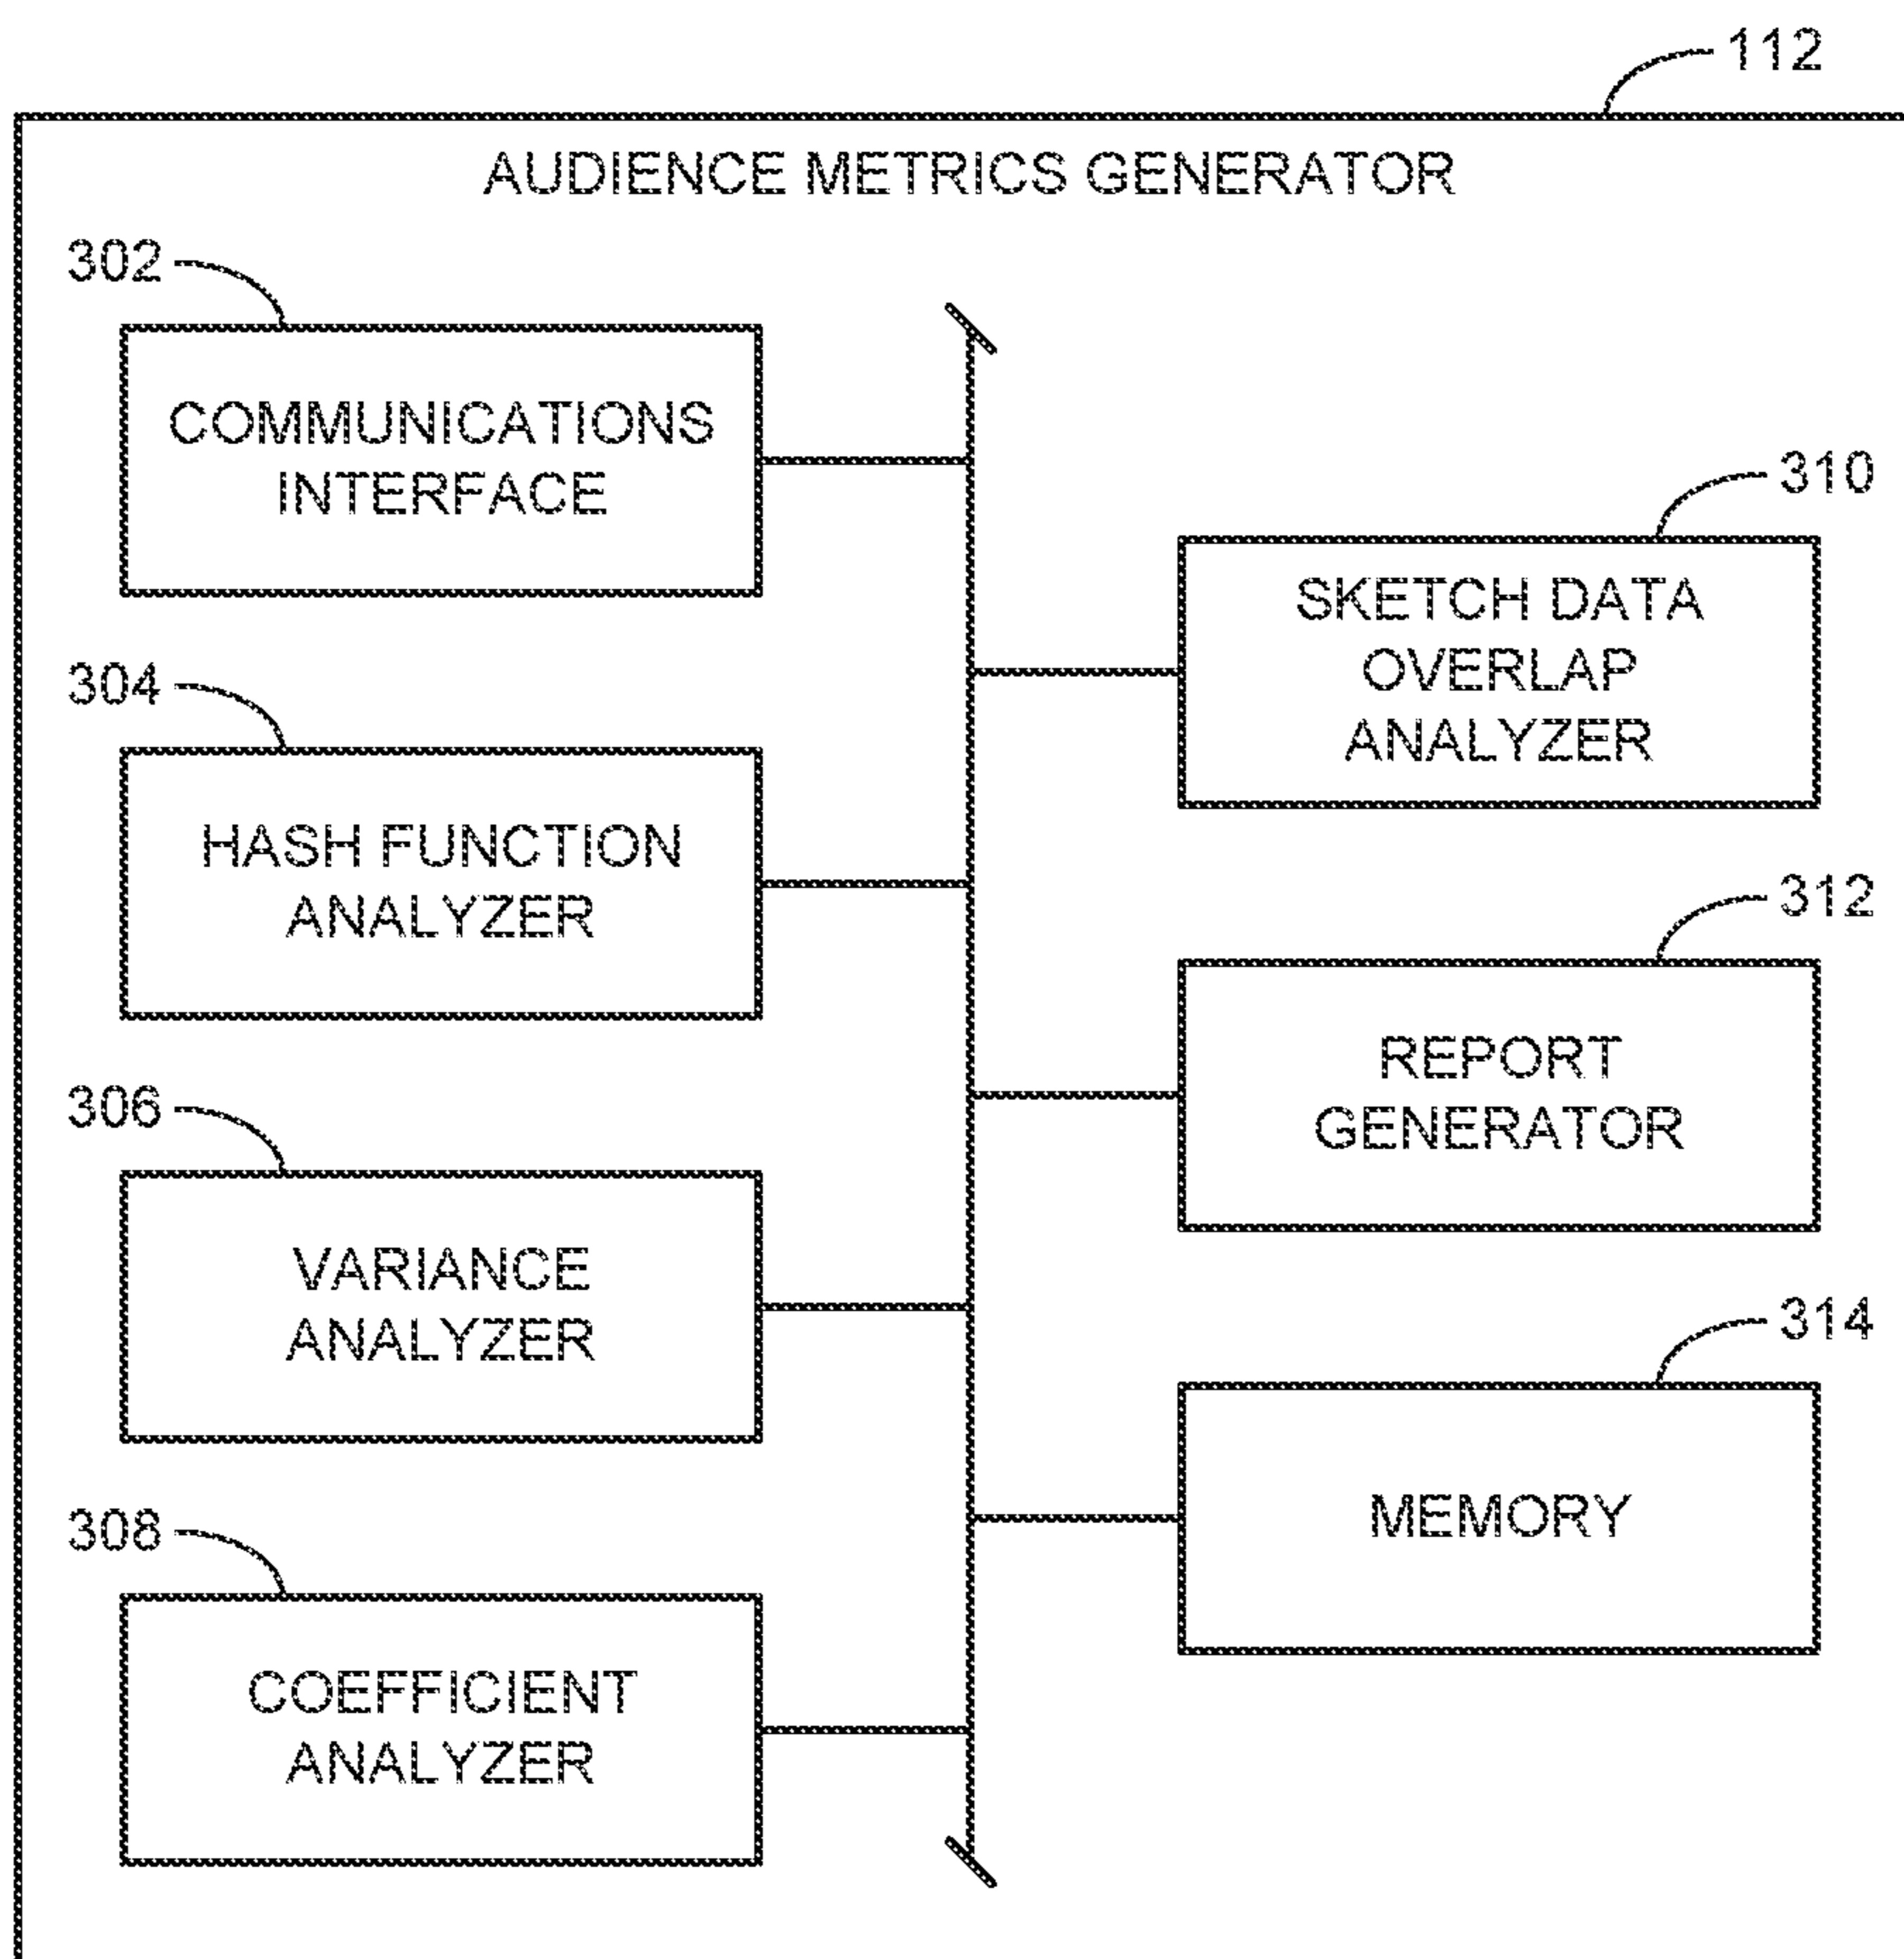 112
AUDIENCE METRICS GENERATOR
302
COMMUNICATIONS
INTERFACE
304
HASH FUNCTION
ANALYZER
306
VARIANCE
ANALYZER
308
COEFFICIENT
ANALYZER
310
SKETCH DATA
OVERLAP
ANALYZER
312
REPORT
GENERATOR
314
MEMORY